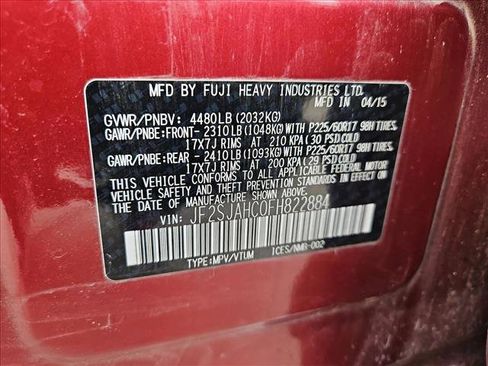 MFD BY FUJI HEAVY INDUSTRIES LTD.
MFD IN 04/15
GVWR/PNBV: 4480LB (2032KG)
GAWR/PNBE:FRONT- 2310LB (1048KG)WITH P225/60R17 98H TIRES,
17X7J RIMS AT 210 KPA (30 PSI)COLD
GAWR/PNBE:REAR - 2410LB (1093KG)WITH P225/60R17 98H TIRES,
17X7J RIMS AT 200 KPA (29 PSI)COLD
THIS VEHICLE CONFORMS TO ALL APPLICABLE FEDERAL MOTOR
VEHICLE SAFETY AND THEFT PREVENTION STANDARDS IN EFFECT ON THE
DATE OF MANUFACTURE SHOWN ABOVE.
VIN: JF2SJAHC0FH822884
TYPE:MPV/VTUM ICES/NMB-002